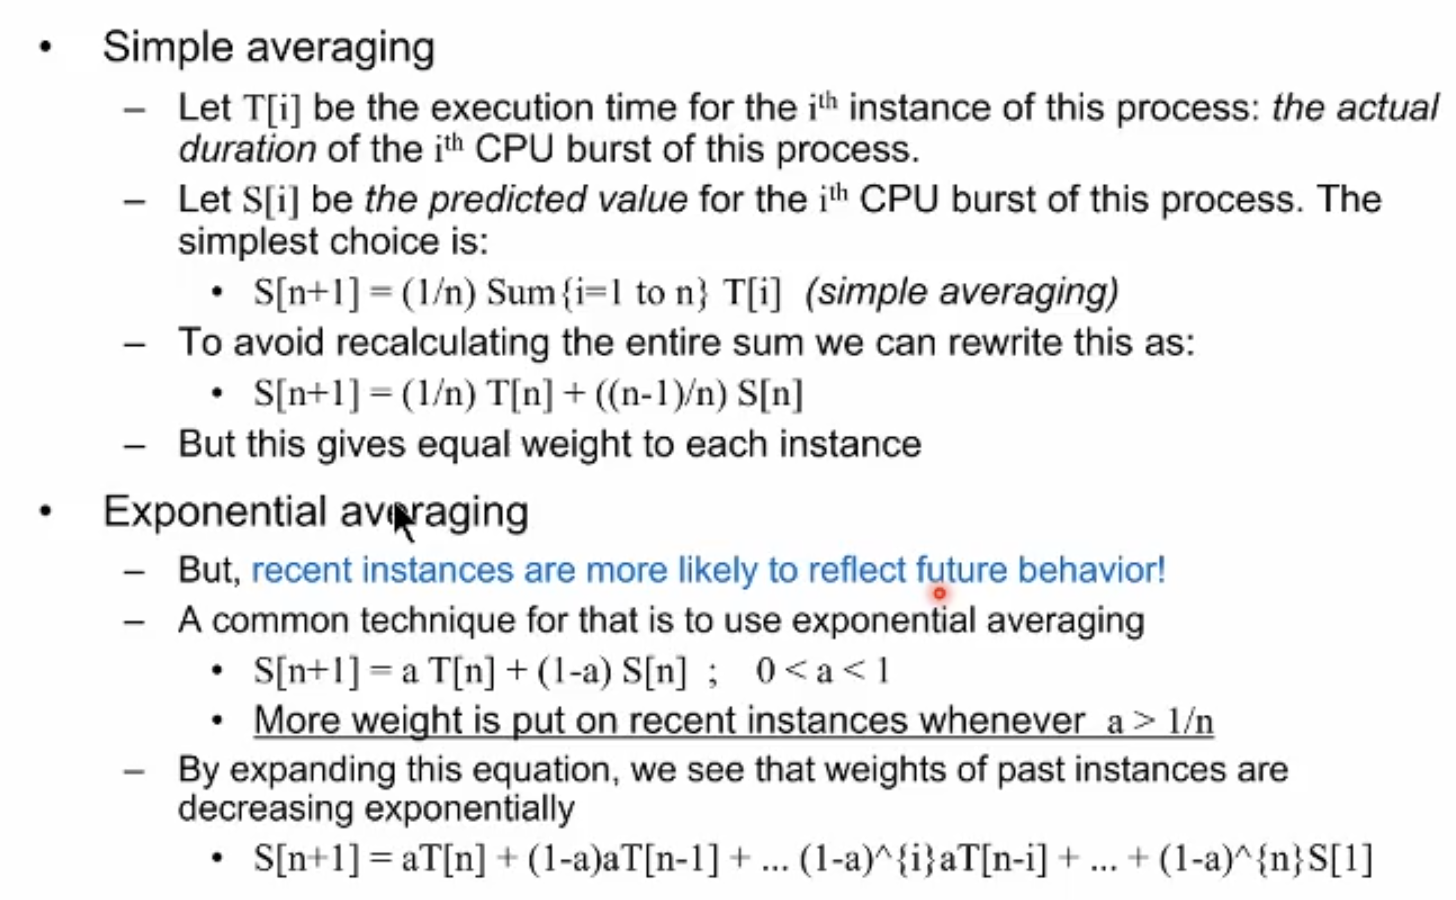 • Simple averaging
– Let T[i] be the execution time for the iᵗʰ instance of this process: the actual
duration of the iᵗʰ CPU burst of this process.
– Let S[i] be the predicted value for the iᵗʰ CPU burst of this process. The
simplest choice is:
• S[n+1] = (1/n) Sum{i=1 to n} T[i] (simple averaging)
– To avoid recalculating the entire sum we can rewrite this as:
• S[n+1] = (1/n) T[n] + ((n-1)/n) S[n]
– But this gives equal weight to each instance
• Exponential averaging
– But, recent instances are more likely to reflect future behavior!
– A common technique for that is to use exponential averaging
• S[n+1] = a T[n] + (1-a) S[n] ; 0 < a < 1
• More weight is put on recent instances whenever a > 1/n
– By expanding this equation, we see that weights of past instances are
decreasing exponentially
• S[n+1] = aT[n] + (1-a)aT[n-1] + ... (1-a)^{i}aT[n-i] + ... + (1-a)^{n}S[1]